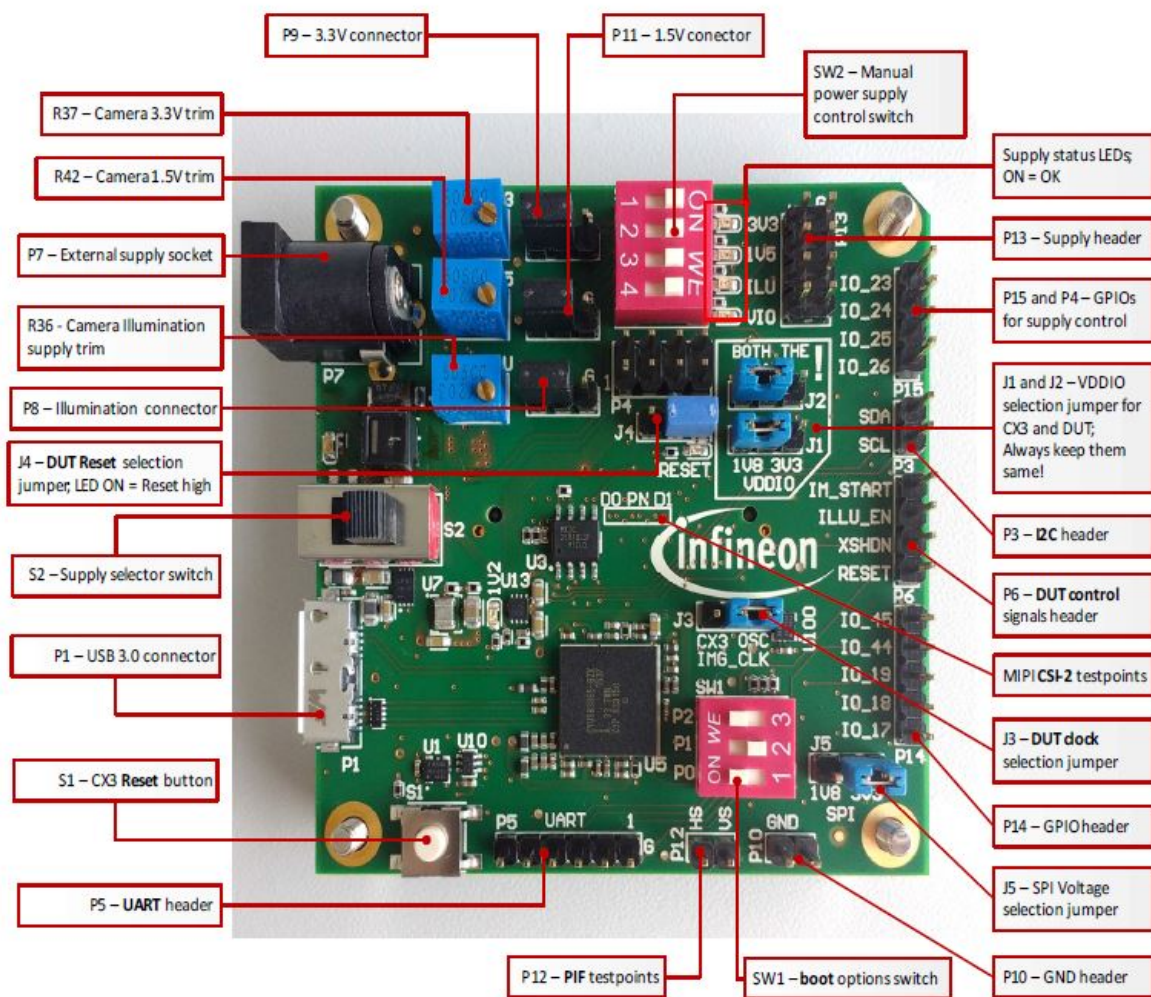 P9 – 3.3V connector
P11 – 1.5V conector
SW2 – Manual
power supply
control switch
R37 – Camera 3.3V trim
R42 – Camera 1.5V trim
Supply status LEDs;
ON = OK
P7 – External supply socket
P13 – Supply header
R36 - Camera Illumination
supply trim
P15 and P4 – GPIOs
for supply control
P8 – Illumination connector
J1 and J2 – VDDIO
selection jumper for
CX3 and DUT;
Always keep them
same!
J4 – DUT Reset selection
jumper; LED ON = Reset high
P3 – I2C header
S2 – Supply selector switch
P6 – DUT control
signals header
P1 – USB 3.0 connector
MIPI CSI-2 testpoints
S1 – CX3 Reset button
J3 – DUT clock
selection jumper
P14 – GPIO header
P5 – UART header
J5 – SPI Voltage
selection jumper
P12 – PIF testpoints
SW1 – boot options switch
P10 – GND header
ON
WE
1
2
3
4
3V3
1V5
ILU
VIO
P13
IO_23
IO_24
IO_25
IO_26
P15
P7
BOTH THE
!
J2
J1
1V8 3V3
VDDIO
P4
1
J4
RESET
SDA
SCL
P3
IM_START
ILLU_EN
XSHDN
RESET
P6
D0 PN D1
infineon
S2
U3
U7
1V2
U13
J3
CX3 OSC
IMG_CLK
U100
IO_45
IO_44
IO_19
IO_18
IO_17
P14
SW1
P2
P1
P0
ON
WE
1
2
3
P1
U1
U10
U5
S1
J5
1V8 3V3
SPI
P5
UART
1
G
P12
HS
VS
P10
GND